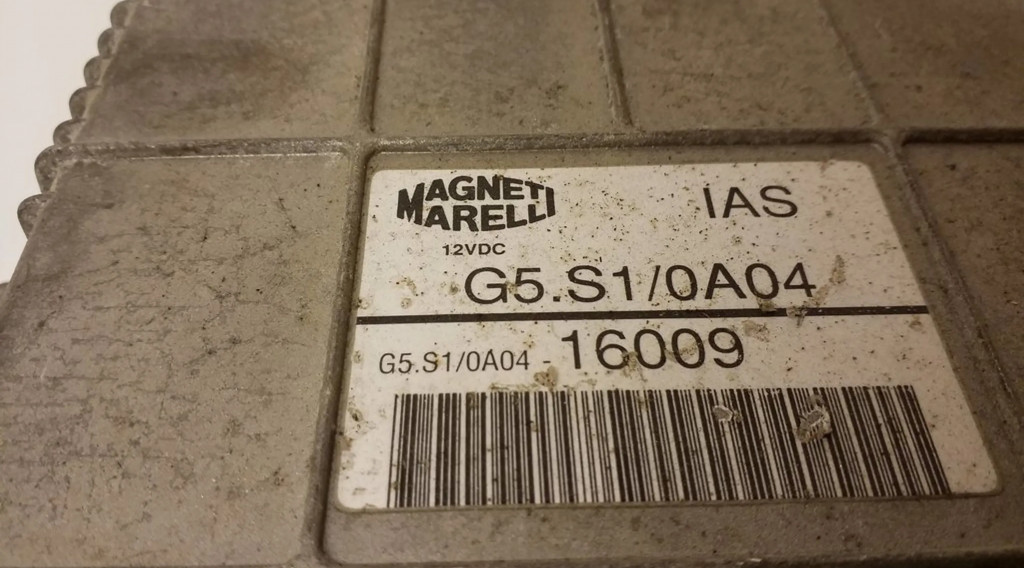 MAGNETI
MARELLI
IAS
12VDC
G5.S1/0A04
G5.S1/0A04 - 16009